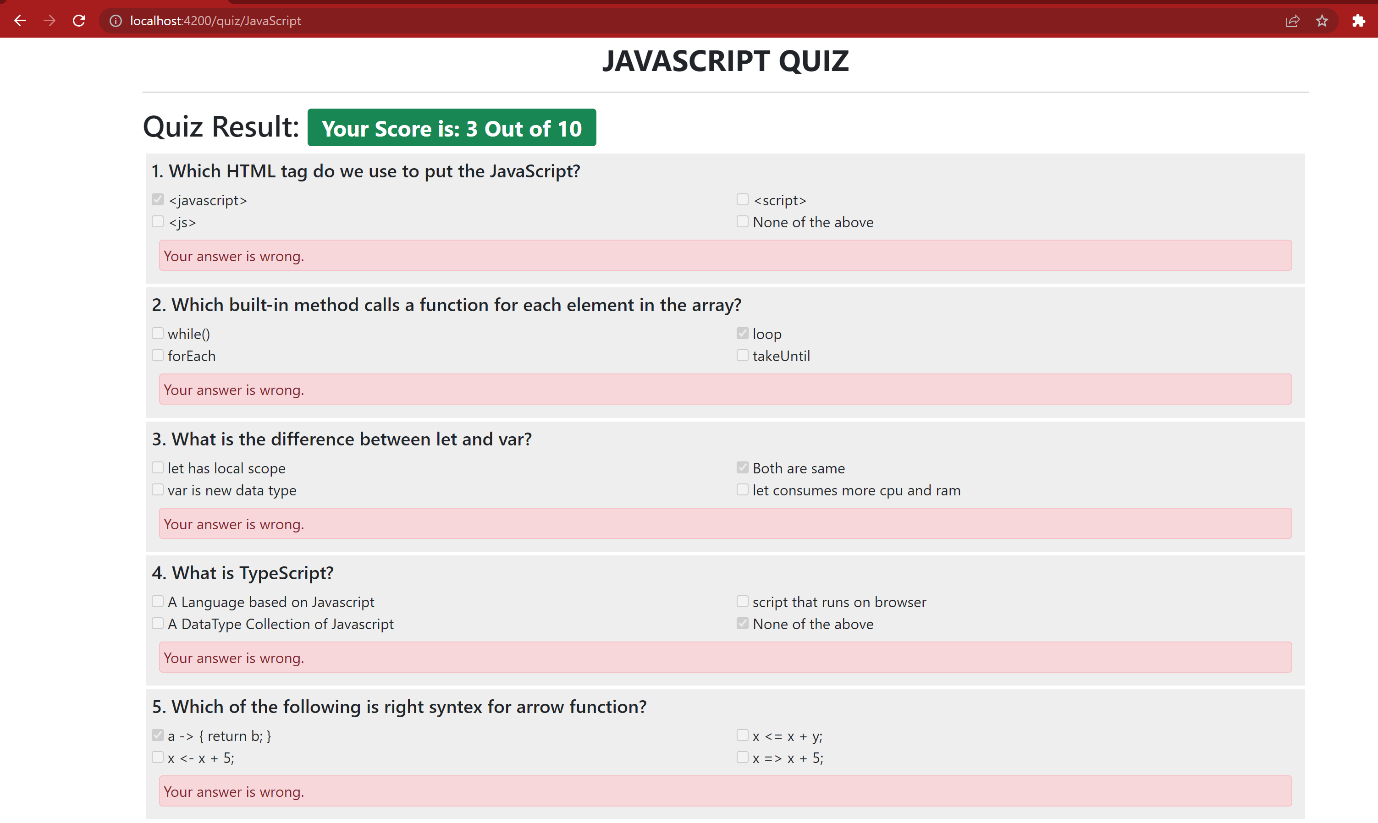 localhost:4200/quiz/JavaScript
JAVASCRIPT QUIZ
Quiz Result: Your Score is: 3 Out of 10
1. Which HTML tag do we use to put the JavaScript?
<javascript> <script>
<js> None of the above
Your answer is wrong.
2. Which built-in method calls a function for each element in the array?
while() loop
forEach takeUntil
Your answer is wrong.
3. What is the difference between let and var?
let has local scope Both are same
var is new data type let consumes more cpu and ram
Your answer is wrong.
4. What is TypeScript?
A Language based on Javascript script that runs on browser
A DataType Collection of Javascript None of the above
Your answer is wrong.
5. Which of the following is right syntex for arrow function?
a -> { return b; } x <= x + y;
x <- x + 5; x => x + 5;
Your answer is wrong.